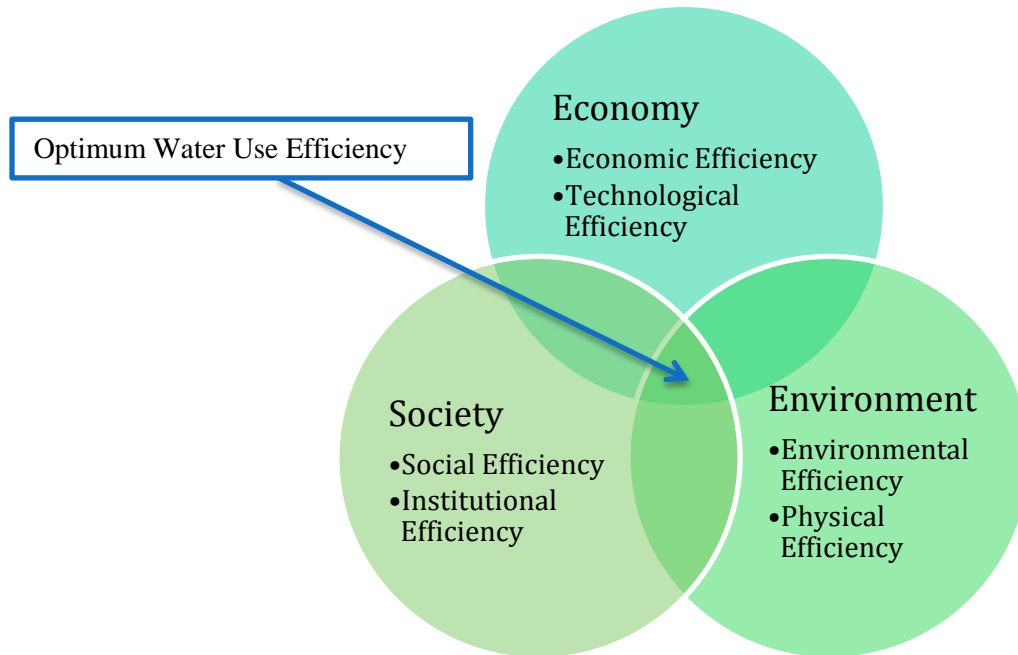 Optimum Water Use Efficiency
Economy
•Economic Efficiency
•Technological
Efficiency
Society
•Social Efficiency
•Institutional
Efficiency
Environment
•Environmental
Efficiency
•Physical
Efficiency